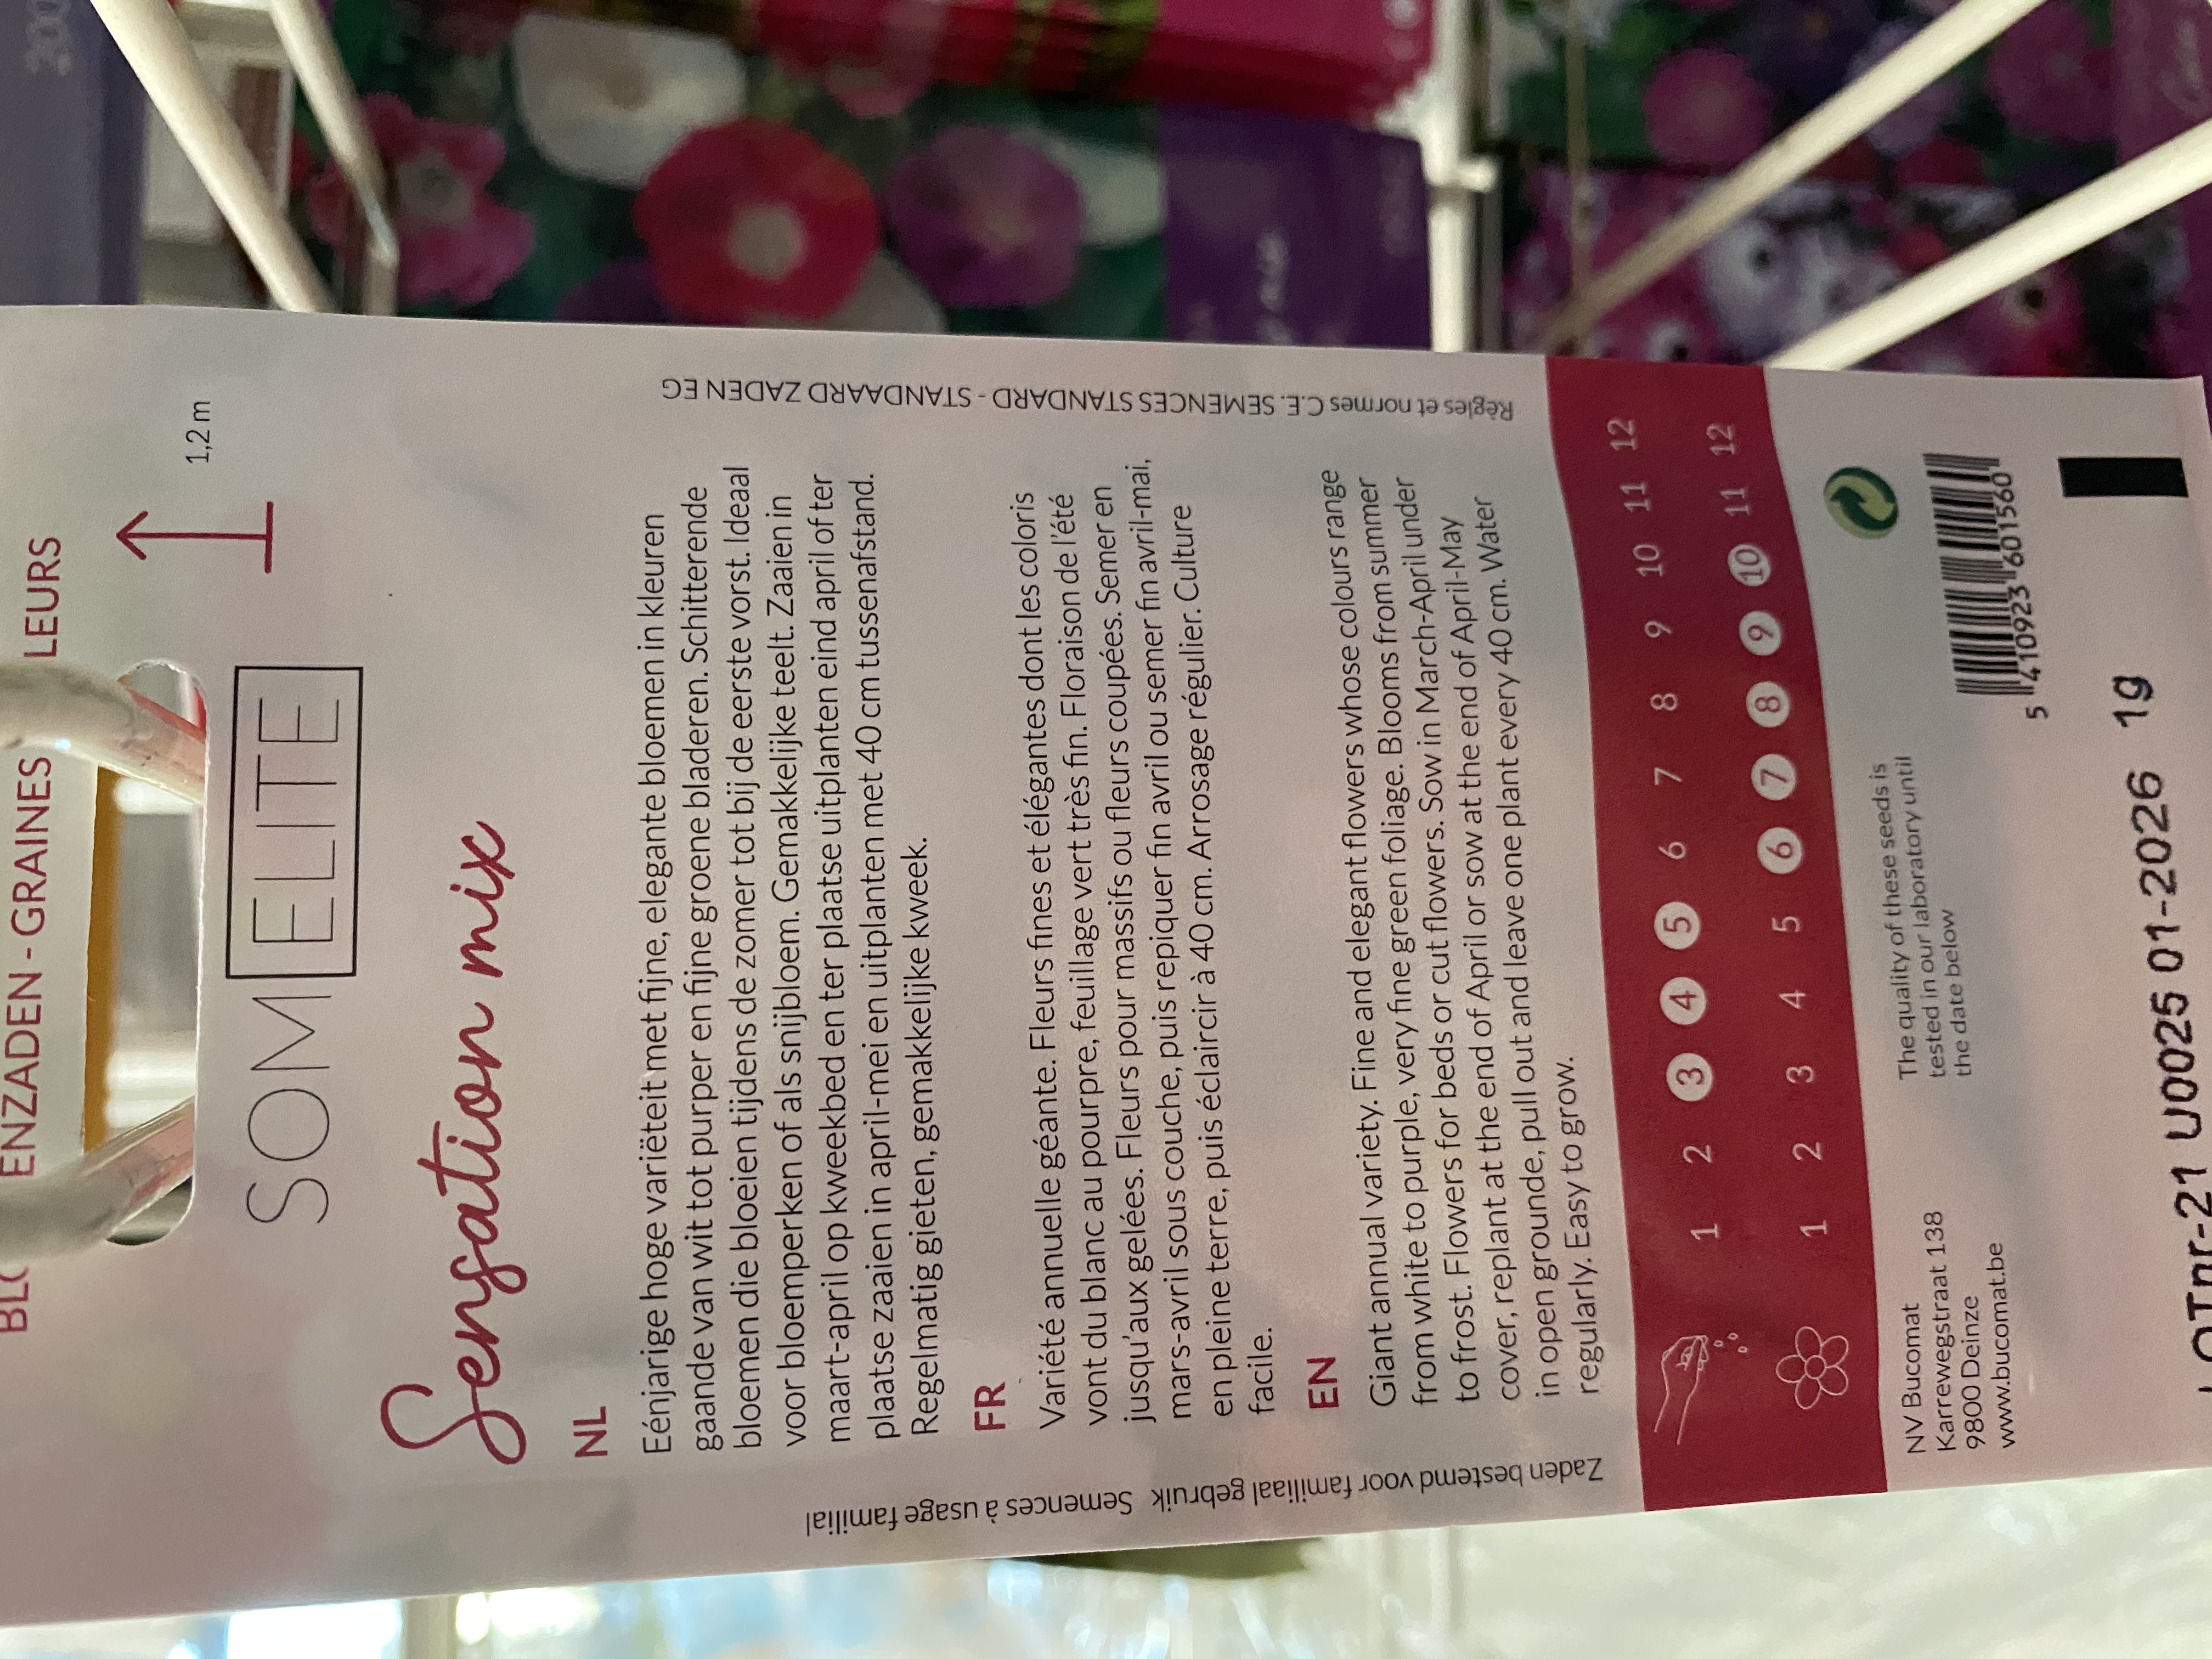 ENZADEN - GRAINES
LEURS
1,2 m
SOM ELITE
Sensation mix
NL
Eénjarige hoge variëteit met fijne, elegante bloemen in kleuren
gaande van wit tot purper en fijne groene bladeren. Schitterende
bloemen die bloeien tijdens de zomer tot bij de eerste vorst. Ideaal
voor bloemperken of als snijbloem. Gemakkelijke teelt. Zaaien in
maart-april op kweekbed en ter plaatse uitplanten eind april of ter
plaatse zaaien in april-mei en uitplanten met 40 cm tussenafstand.
Regelmatig gieten, gemakkelijke kweek.
FR
Variété annuelle géante. Fleurs fines et élégantes dont les coloris
vont du blanc au pourpre, feuillage vert très fin. Floraison de l'été
jusqu'aux gelées. Fleurs pour massifs ou fleurs coupées. Semer en
mars-avril sous couche, puis repiquer fin avril ou semer fin avril-mai,
en pleine terre, puis éclaircir à 40 cm. Arrosage régulier. Culture
facile.
EN
Giant annual variety. Fine and elegant flowers whose colours range
from white to purple, very fine green foliage. Blooms from summer
to frost. Flowers for beds or cut flowers. Sow in March-April under
cover, replant at the end of April or sow at the end of April-May
in open grounde, pull out and leave one plant every 40 cm. Water
regularly. Easy to grow.
Zaden bestemd voor familiaal gebruik Semences à usage familial
Règles et normes C.E. SEMENCES STANDARD - STANDAARD ZADEN EG
1 2 3 4 5 6 7 8 9 10 11 12
1 2 3 4 5 6 7 8 9 10 11 12
NV Bucomat
Karrewegstraat 138
9800 Deinze
www.bucomat.be
The quality of these seeds is
tested in our laboratory until
the date below
5 410923 601560
LOTnr-21 U0025 01-2026 1g